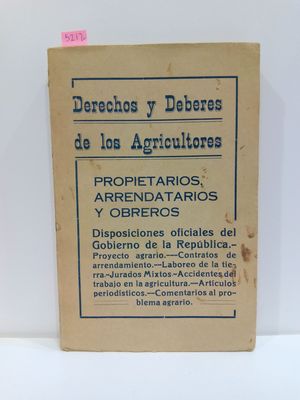 5217
Derechos y Deberes
de los Agricultores
PROPIETARIOS,
ARRENDATARIOS
Y OBREROS
Disposiciones oficiales del
Gobierno de la República.-
Proyecto agrario.—Contratos de
arrendamiento.—Laboreo de la tie-
rra.-Jurados Mixtos-Accidentes del
trabajo en la agricultura.—Artículos
periodísticos.—Comentarios al pro-
blema agrario.